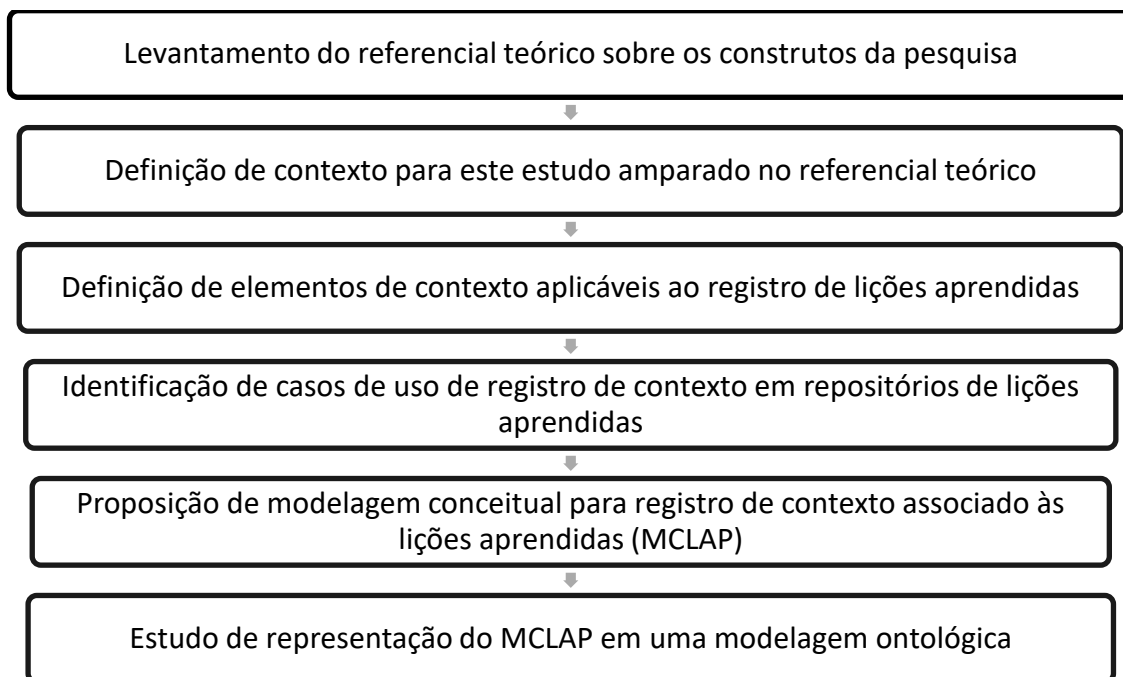 Levantamento do referencial teórico sobre os construtos da pesquisa
Definição de contexto para este estudo amparado no referencial teórico
Definição de elementos de contexto aplicáveis ao registro de lições aprendidas
Identificação de casos de uso de registro de contexto em repositórios de lições
aprendidas
Proposição de modelagem conceitual para registro de contexto associado às
lições aprendidas (MCLAP)
Estudo de representação do MCLAP em uma modelagem ontológica